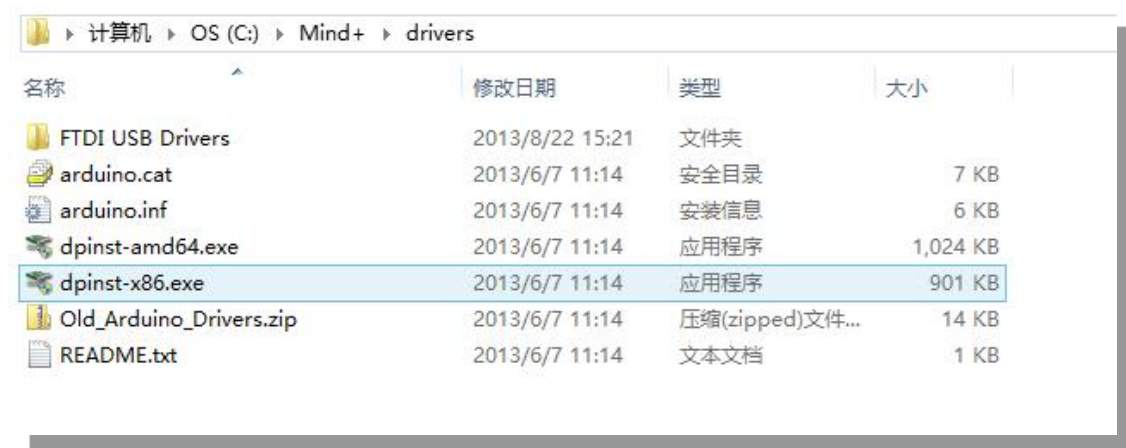 计算机 OS (C:) Mind+ drivers
名称 修改日期 类型 大小
FTDI USB Drivers 2013/8/22 15:21 文件夹
arduino.cat 2013/6/7 11:14 安全目录 7 KB
arduino.inf 2013/6/7 11:14 安装信息 6 KB
dpinst-amd64.exe 2013/6/7 11:14 应用程序 1,024 KB
dpinst-x86.exe 2013/6/7 11:14 应用程序 901 KB
Old_Arduino_Drivers.zip 2013/6/7 11:14 压缩(zipped)文件... 14 KB
README.txt 2013/6/7 11:14 文本文档 1 KB